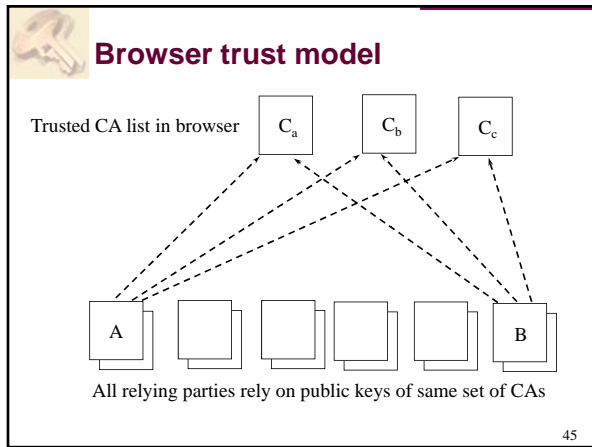 Browser trust model
Trusted CA list in browser
Ca
Cb
Cc
A
B
All relying parties rely on public keys of same set of CAs
45